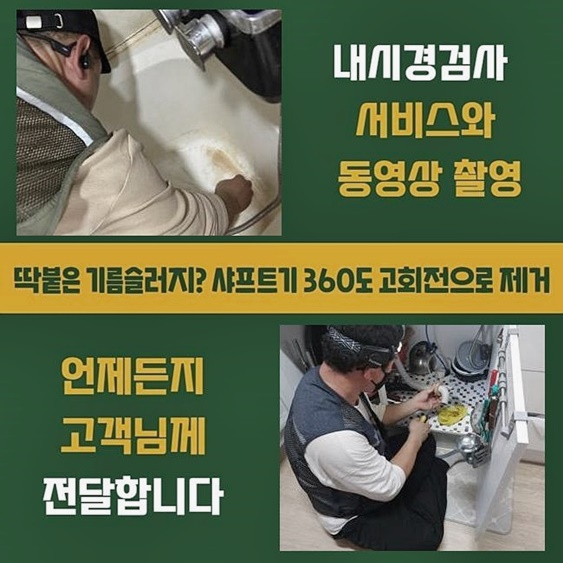 내시경검사
서비스와
동영상 촬영
딱붙은 기름슬러지? 샤프트기 360도 고회전으로 제거
언제든지
고객님께
전달합니다